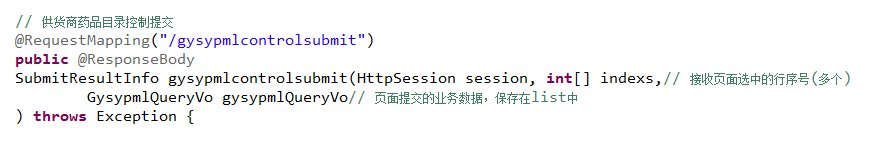 // 供货商药品目录控制提交
@RequestMapping("/gysypmlcontrolsubmit")
public @ResponseBody
SubmitResultInfo gysypmlcontrolsubmit(HttpSession session, int[] indexs,// 接收页面选中的行序号(多个)
        GysypmlQueryVo gysypmlQueryVo// 页面提交的业务数据，保存在list中
) throws Exception {